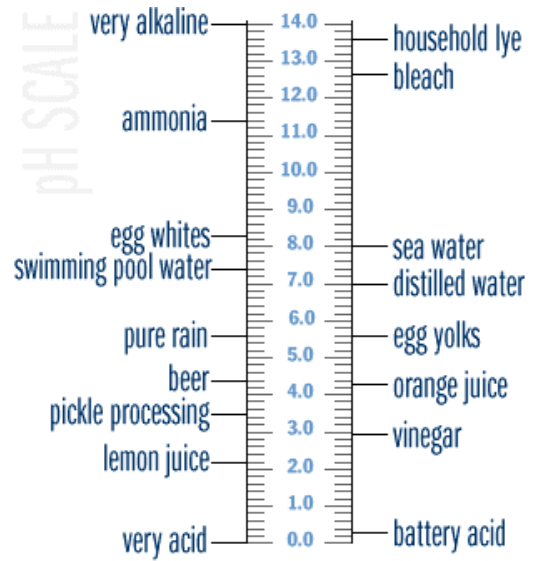 pH SCALE
very alkaline
ammonia
egg whites
swimming pool water
pure rain
beer
pickle processing
lemon juice
very acid
14.0
13.0
12.0
11.0
10.0
9.0
8.0
7.0
6.0
5.0
4.0
3.0
2.0
1.0
0.0
household lye
bleach
sea water
distilled water
egg yolks
orange juice
vinegar
battery acid